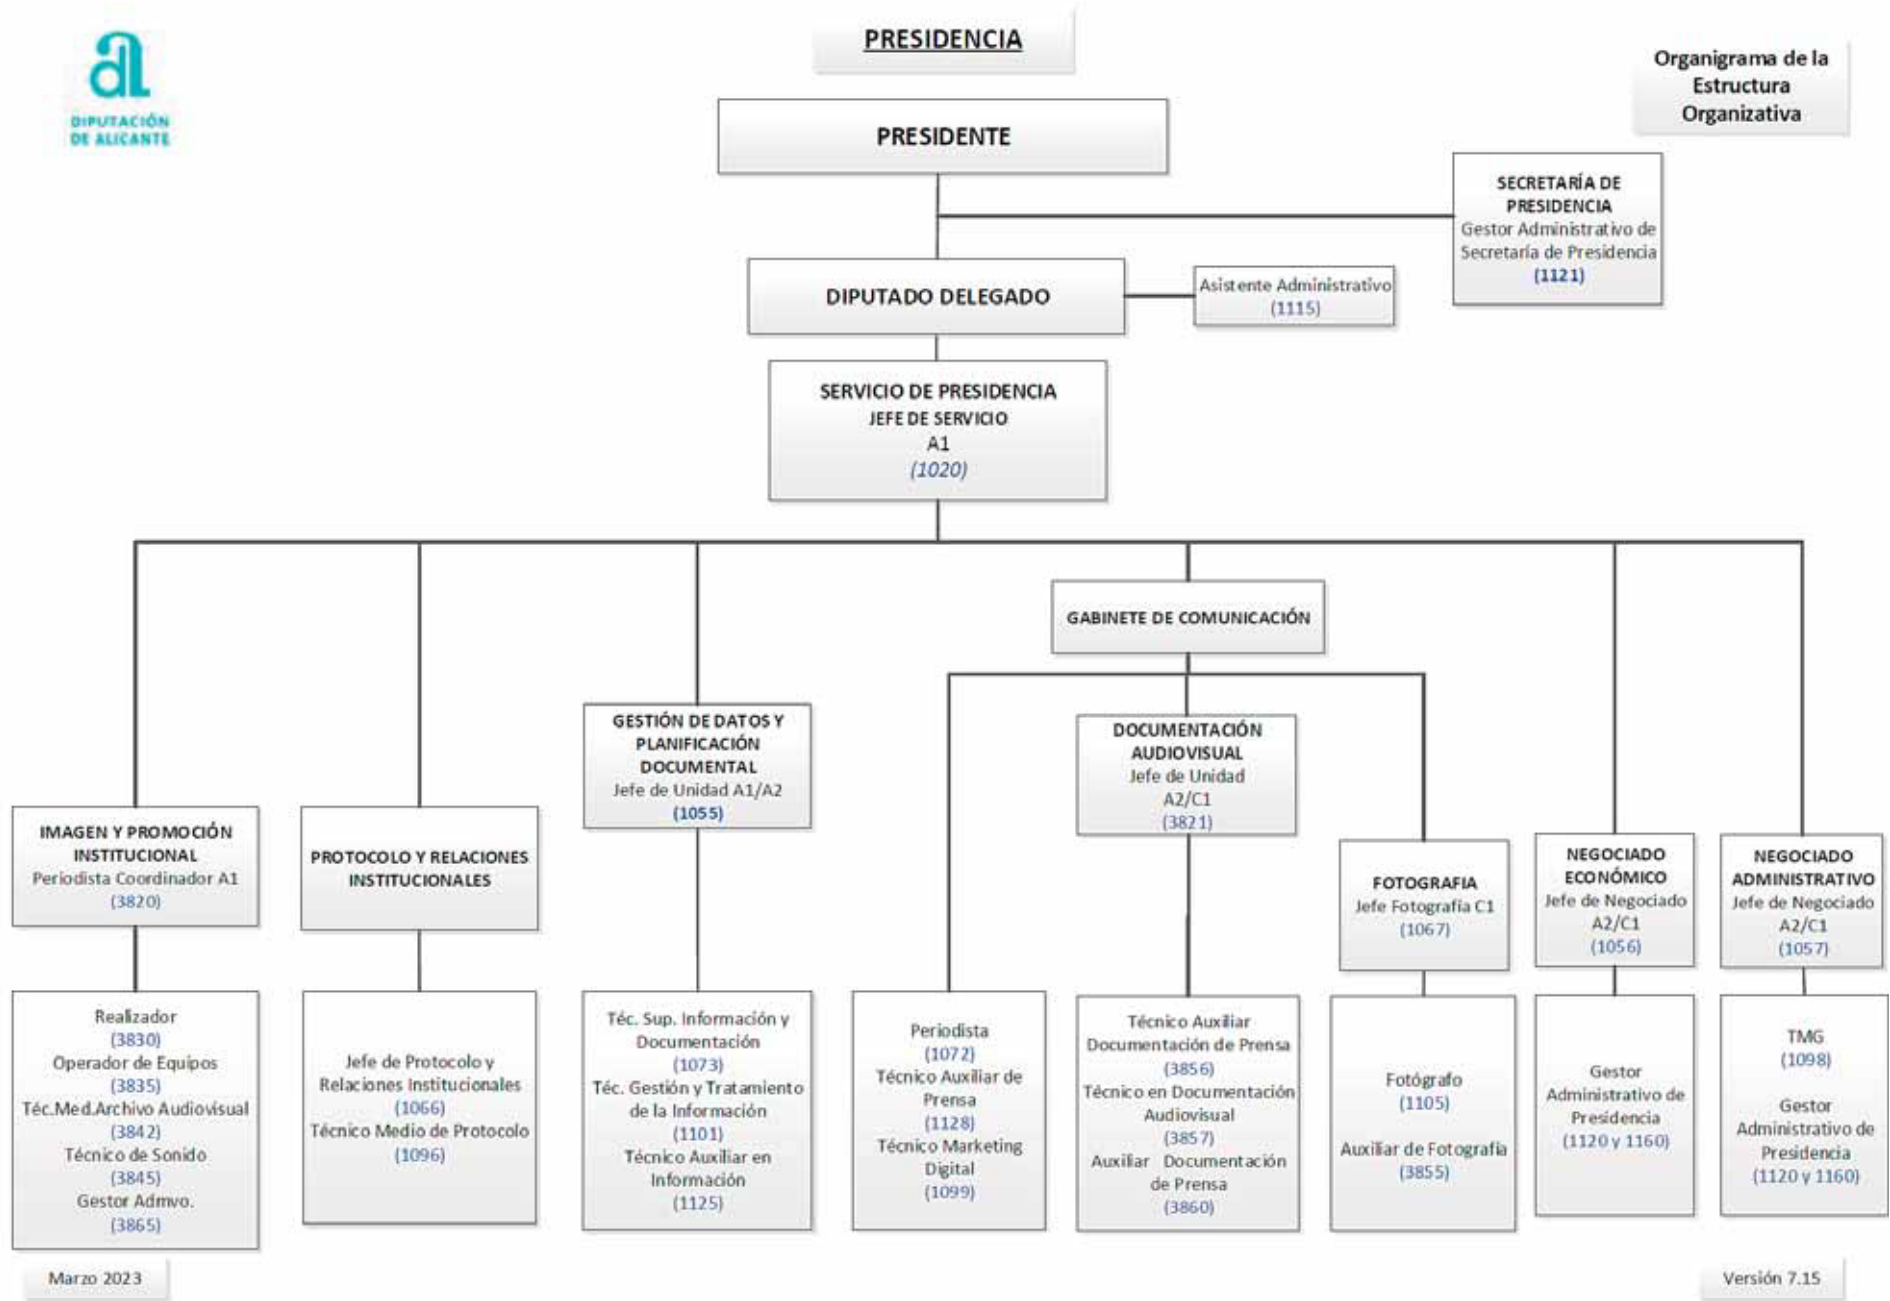 PRESIDENCIA
al
DIPUTACIÓN
DE ALICANTE
Organigrama de la
Estructura
Organizativa
PRESIDENTE
SECRETARÍA DE
PRESIDENCIA
Gestor Administrativo de
Secretaría de Presidencia
(1121)
DIPUTADO DELEGADO
Asistente Administrativo
(1115)
SERVICIO DE PRESIDENCIA
JEFE DE SERVICIO
A1
(1020)
GABINETE DE COMUNICACIÓN
GESTIÓN DE DATOS Y
PLANIFICACIÓN
DOCUMENTAL
Jefe de Unidad A1/A2
(1055)
DOCUMENTACIÓN
AUDIOVISUAL
Jefe de Unidad
A2/C1
(3821)
IMAGEN Y PROMOCIÓN
INSTITUCIONAL
Periodista Coordinador A1
(3820)
PROTOCOLO Y RELACIONES
INSTITUCIONALES
FOTOGRAFIA
Jefe Fotografía C1
(1067)
NEGOCIADO
ECONÓMICO
Jefe de Negociado
A2/C1
(1056)
NEGOCIADO
ADMINISTRATIVO
Jefe de Negociado
A2/C1
(1057)
Realizador
(3830)
Operador de Equipos
(3835)
Téc.Med.Archivo Audiovisual
(3842)
Técnico de Sonido
(3845)
Gestor Admvo.
(3865)
Jefe de Protocolo y
Relaciones Institucionales
(1066)
Técnico Medio de Protocolo
(1096)
Téc. Sup. Información y
Documentación
(1073)
Téc. Gestión y Tratamiento
de la Información
(1101)
Técnico Auxiliar en
Información
(1125)
Periodista
(1072)
Técnico Auxiliar de
Prensa
(1128)
Técnico Marketing
Digital
(1099)
Técnico Auxiliar
Documentación de Prensa
(3856)
Técnico en Documentación
Audiovisual
(3857)
Auxiliar Documentación
de Prensa
(3860)
Fotógrafo
(1105)
Auxiliar de Fotografía
(3855)
Gestor
Administrativo de
Presidencia
(1120 y 1160)
TMG
(1098)
Gestor
Administrativo de
Presidencia
(1120 y 1160)
Marzo 2023
Versión 7.15